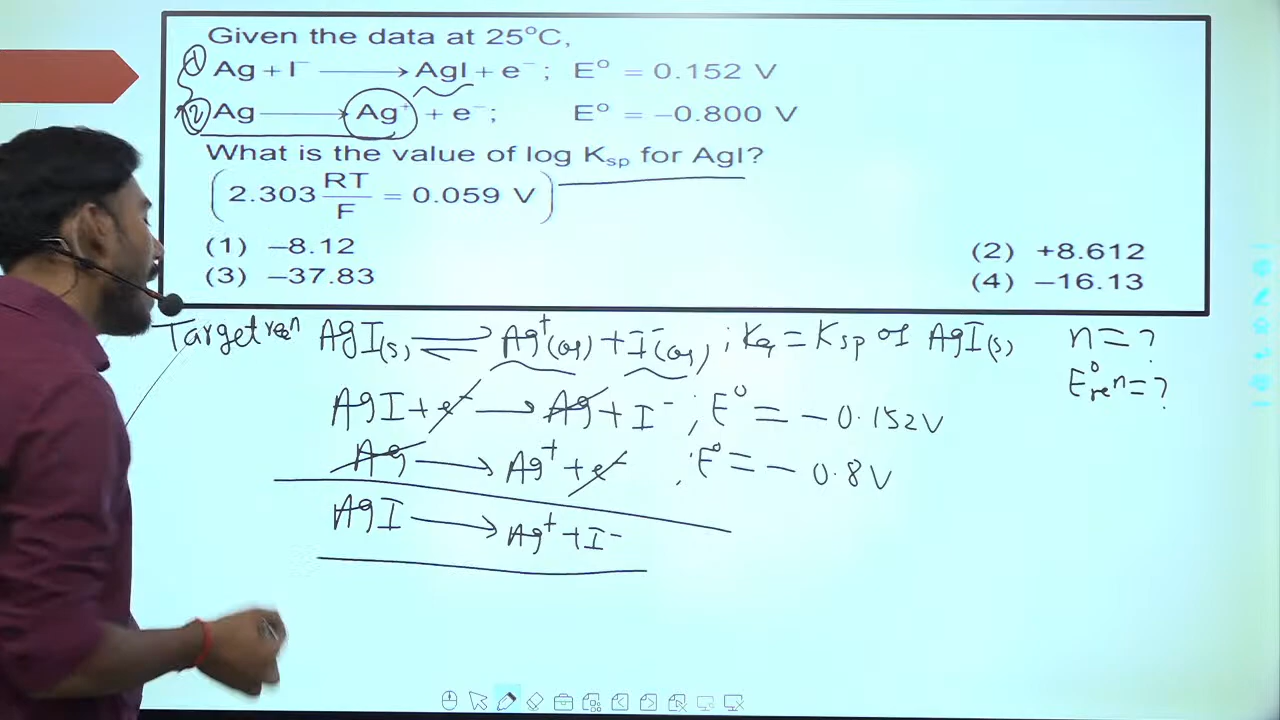 Given the data at 25°C,
① Ag + I⁻ ⟶ AgI + e⁻ ; E° = 0.152 V
② Ag ⟶ Ag⁺ + e⁻; E° = −0.800 V
What is the value of log Ksp for AgI?
(2.303 RT/F = 0.059 V)
(1) −8.12
(2) +8.612
(3) −37.83
(4) −16.13
Target reⁿ AgI(s) ⇌ Ag⁺(aq) + I⁻(aq) ; Keq = Ksp of AgI(s) n = ?
E°reⁿ = ?
AgI + e⁻ ⟶ Ag + I⁻ ; E° = −0.152V
Ag ⟶ Ag⁺ + e⁻ ; E° = −0.8V
AgI ⟶ Ag⁺ + I⁻